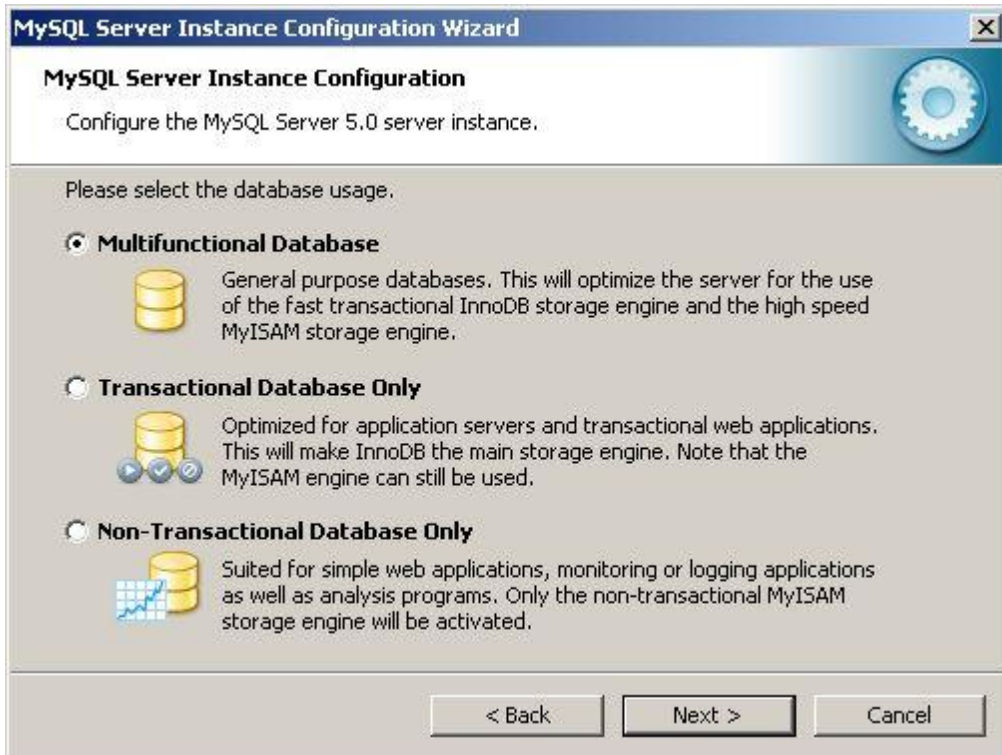 MySQL Server Instance Configuration Wizard
MySQL Server Instance Configuration
Configure the MySQL Server 5.0 server instance.
Please select the database usage.
Multifunctional Database
General purpose databases. This will optimize the server for the use
of the fast transactional InnoDB storage engine and the high speed
MyISAM storage engine.
Transactional Database Only
Optimized for application servers and transactional web applications.
This will make InnoDB the main storage engine. Note that the
MyISAM engine can still be used.
Non-Transactional Database Only
Suited for simple web applications, monitoring or logging applications
as well as analysis programs. Only the non-transactional MyISAM
storage engine will be activated.
< Back Next > Cancel